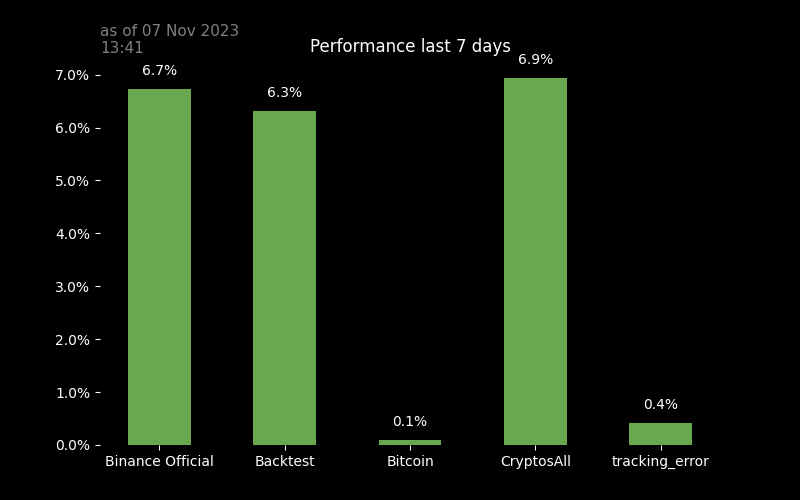 as of 07 Nov 2023
13:41
Performance last 7 days
7.0%
6.0%
5.0%
4.0%
3.0%
2.0%
1.0%
0.0%
6.7%
6.3%
0.1%
6.9%
0.4%
Binance Official
Backtest
Bitcoin
CryptosAll
tracking_error